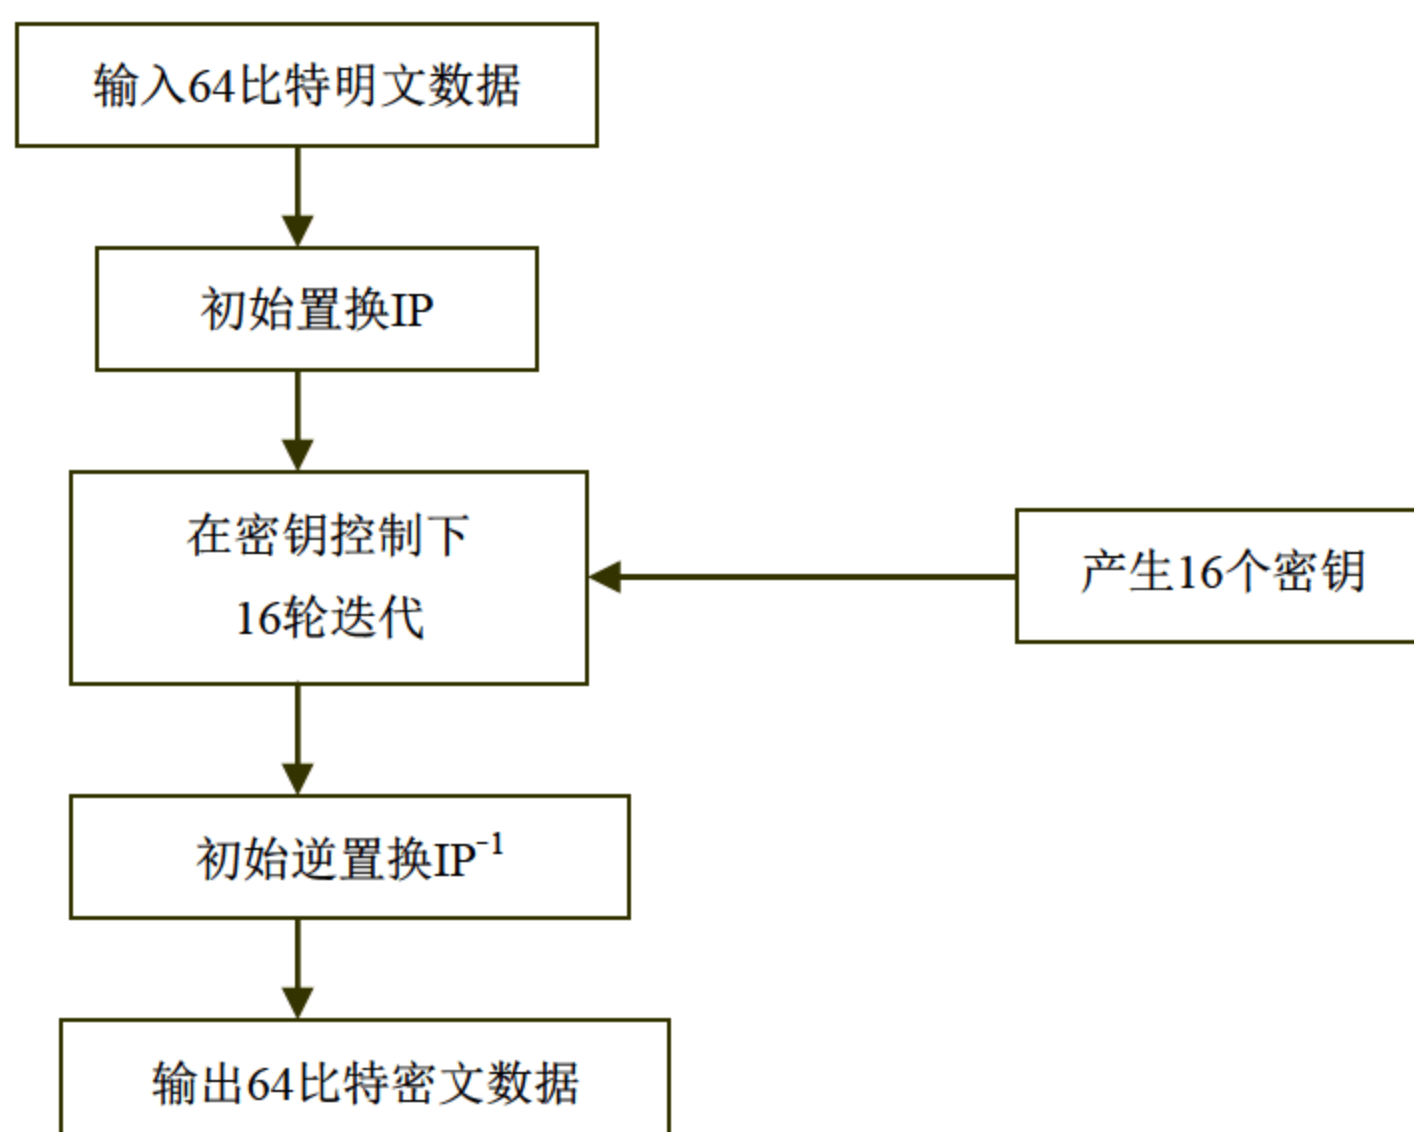 输入64比特明文数据
初始置换IP
在密钥控制下
16轮迭代
产生16个密钥
初始逆置换IP⁻¹
输出64比特密文数据